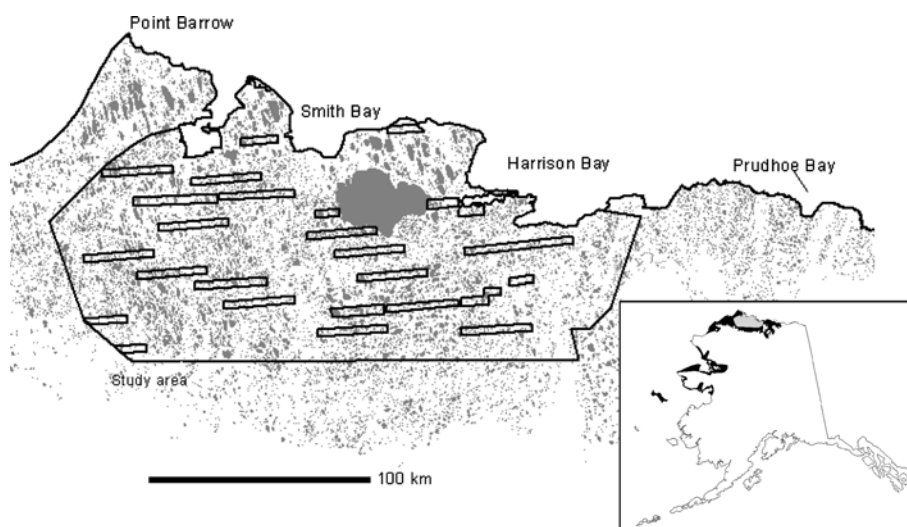 Point Barrow
Smith Bay
Harrison Bay
Prudhoe Bay
Study area
100 km